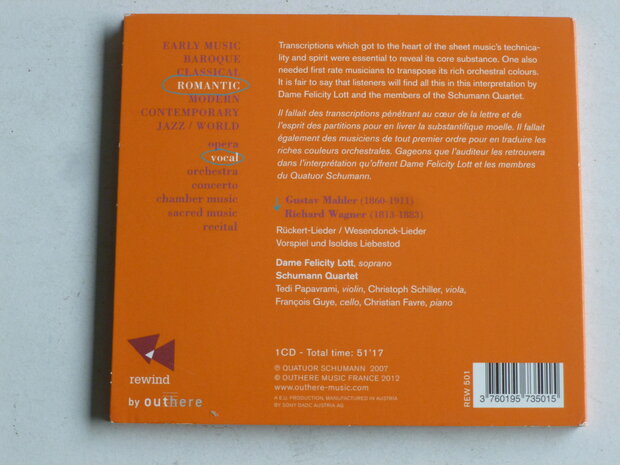 EARLY MUSIC
BAROQUE
CLASSICAL
ROMANTIC
MODERN
CONTEMPORARY
JAZZ / WORLD
opera
vocal
orchestra
concerto
chamber music
sacred music
recital
Transcriptions which got to the heart of the sheet music's technica-
lity and spirit were essential to reveal its core substance. One also
needed first rate musicians to transpose its rich orchestral colours.
It is fair to say that listeners will find all this in this interpretation by
Dame Felicity Lott and the members of the Schumann Quartet.
Il fallait des transcriptions pénétrant au cœur de la lettre et de
l'esprit des partitions pour en livrer la substantifique moelle. Il fallait
également des musiciens de tout premier ordre pour en traduire les
riches couleurs orchestrales. Gageons que l'auditeur les retrouvera
dans l'interprétation qu'offrent Dame Felicity Lott et les membres
du Quatuor Schumann.
Gustav Mahler (1860-1911)
Richard Wagner (1813-1883)
Rückert-Lieder / Wesendonck-Lieder
Vorspiel und Isoldes Liebestod
Dame Felicity Lott, soprano
Schumann Quartet
Tedi Papavrami, violin, Christoph Schiller, viola,
François Guye, cello, Christian Favre, piano
1CD - Total time: 51'17
℗ QUATUOR SCHUMANN 2007
© OUTHERE MUSIC FRANCE 2012
www.outhere-music.com
A E.U. PRODUCTION, MANUFACTURED IN AUSTRIA
BY SONY DADC AUSTRIA AG
rewind
by outhere
REW 501
3 760195 735015